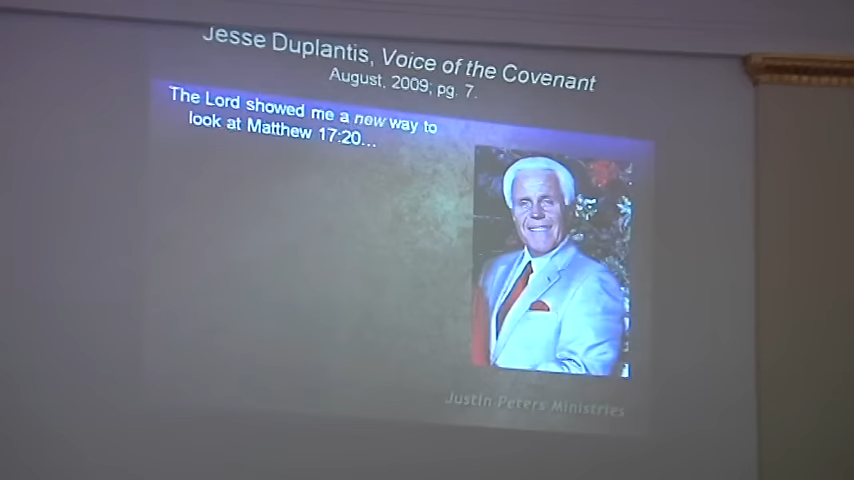 Jesse Duplantis, Voice of the Covenant
August, 2009; pg. 7.
The Lord showed me a new way to
look at Matthew 17:20...
Justin Peters Ministries